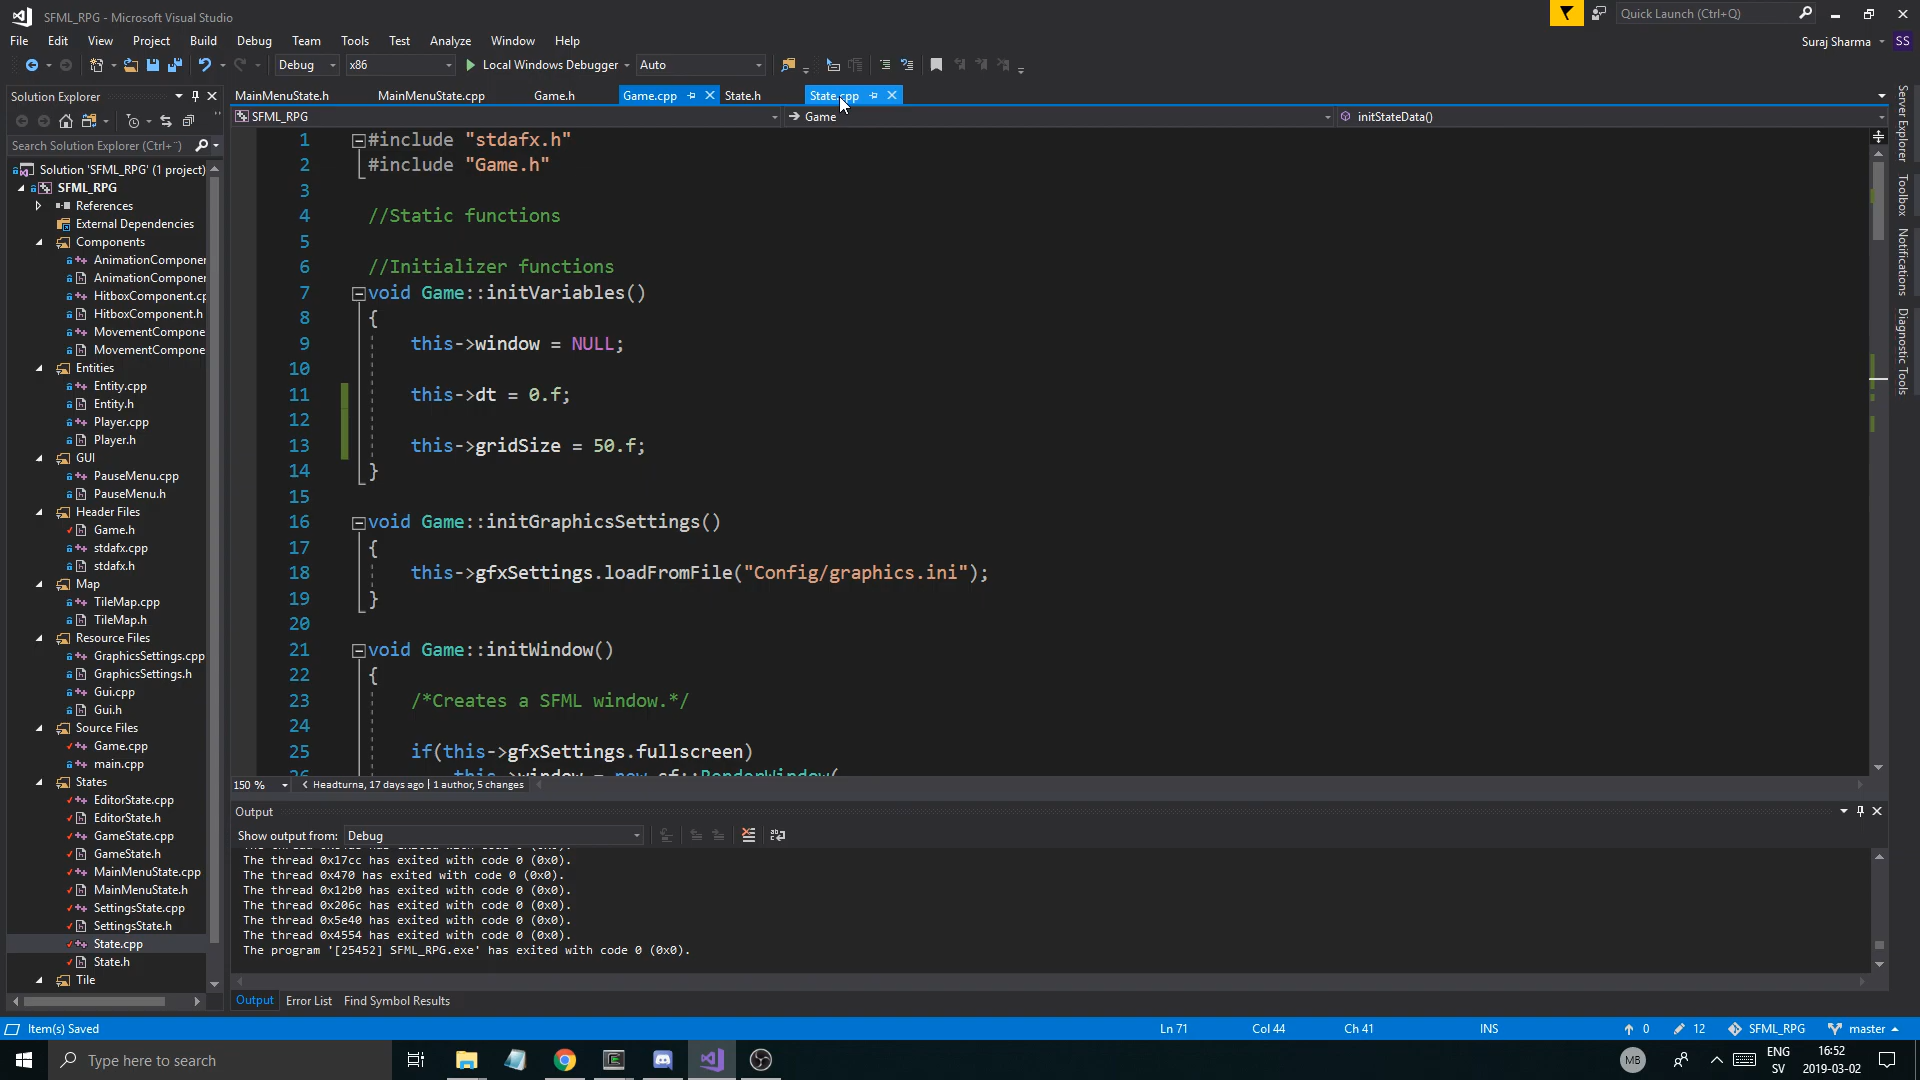 SFML_RPG - Microsoft Visual Studio
Quick Launch (Ctrl+Q)
File Edit View Project Build Debug Team Tools Test Analyze Window Help
Suraj Sharma SS
Debug x86 Local Windows Debugger Auto
Solution Explorer
MainMenuState.h MainMenuState.cpp Game.h Game.cpp State.h State.cpp
SFML_RPG Game initStateData()
Search Solution Explorer (Ctrl+¨)
Solution 'SFML_RPG' (1 project)
SFML_RPG
References
External Dependencies
Components
AnimationComponen
AnimationComponen
HitboxComponent.cp
HitboxComponent.h
MovementCompone
MovementCompone
Entities
Entity.cpp
Entity.h
Player.cpp
Player.h
GUI
PauseMenu.cpp
PauseMenu.h
Header Files
Game.h
stdafx.cpp
stdafx.h
Map
TileMap.cpp
TileMap.h
Resource Files
GraphicsSettings.cpp
GraphicsSettings.h
Gui.cpp
Gui.h
Source Files
Game.cpp
main.cpp
States
EditorState.cpp
EditorState.h
GameState.cpp
GameState.h
MainMenuState.cpp
MainMenuState.h
SettingsState.cpp
SettingsState.h
State.cpp
State.h
Tile
1 #include "stdafx.h"
2 #include "Game.h"
3
4 //Static functions
5
6 //Initializer functions
7 void Game::initVariables()
8 {
9 this->window = NULL;
10
11 this->dt = 0.f;
12
13 this->gridSize = 50.f;
14 }
15
16 void Game::initGraphicsSettings()
17 {
18 this->gfxSettings.loadFromFile("Config/graphics.ini");
19 }
20
21 void Game::initWindow()
22 {
23 /*Creates a SFML window.*/
24
25 if(this->gfxSettings.fullscreen)
26 this->window = new sf::RenderWindow(
150 % Headturna, 17 days ago | 1 author, 5 changes
Server Explorer
Toolbox
Notifications
Diagnostic Tools
Output
Show output from: Debug
The thread 0x17cc has exited with code 0 (0x0).
The thread 0x470 has exited with code 0 (0x0).
The thread 0x12b0 has exited with code 0 (0x0).
The thread 0x206c has exited with code 0 (0x0).
The thread 0x5e40 has exited with code 0 (0x0).
The thread 0x4554 has exited with code 0 (0x0).
The program '[25452] SFML_RPG.exe' has exited with code 0 (0x0).
Output Error List Find Symbol Results
Item(s) Saved Ln 71 Col 44 Ch 41 INS 0 12 SFML_RPG master
Type here to search
MB
ENG
SV
16:52
2019-03-02